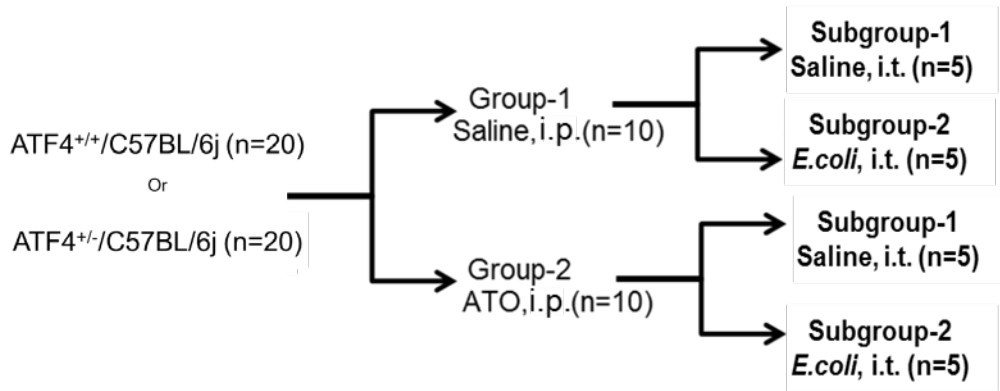 ATF4+/+/C57BL/6j (n=20)
Or
ATF4+/-/C57BL/6j (n=20)
Group-1
Saline, i.p. (n=10)
Group-2
ATO, i.p. (n=10)
Subgroup-1
Saline, i.t. (n=5)
Subgroup-2
E.coli, i.t. (n=5)
Subgroup-1
Saline, i.t. (n=5)
Subgroup-2
E.coli, i.t. (n=5)